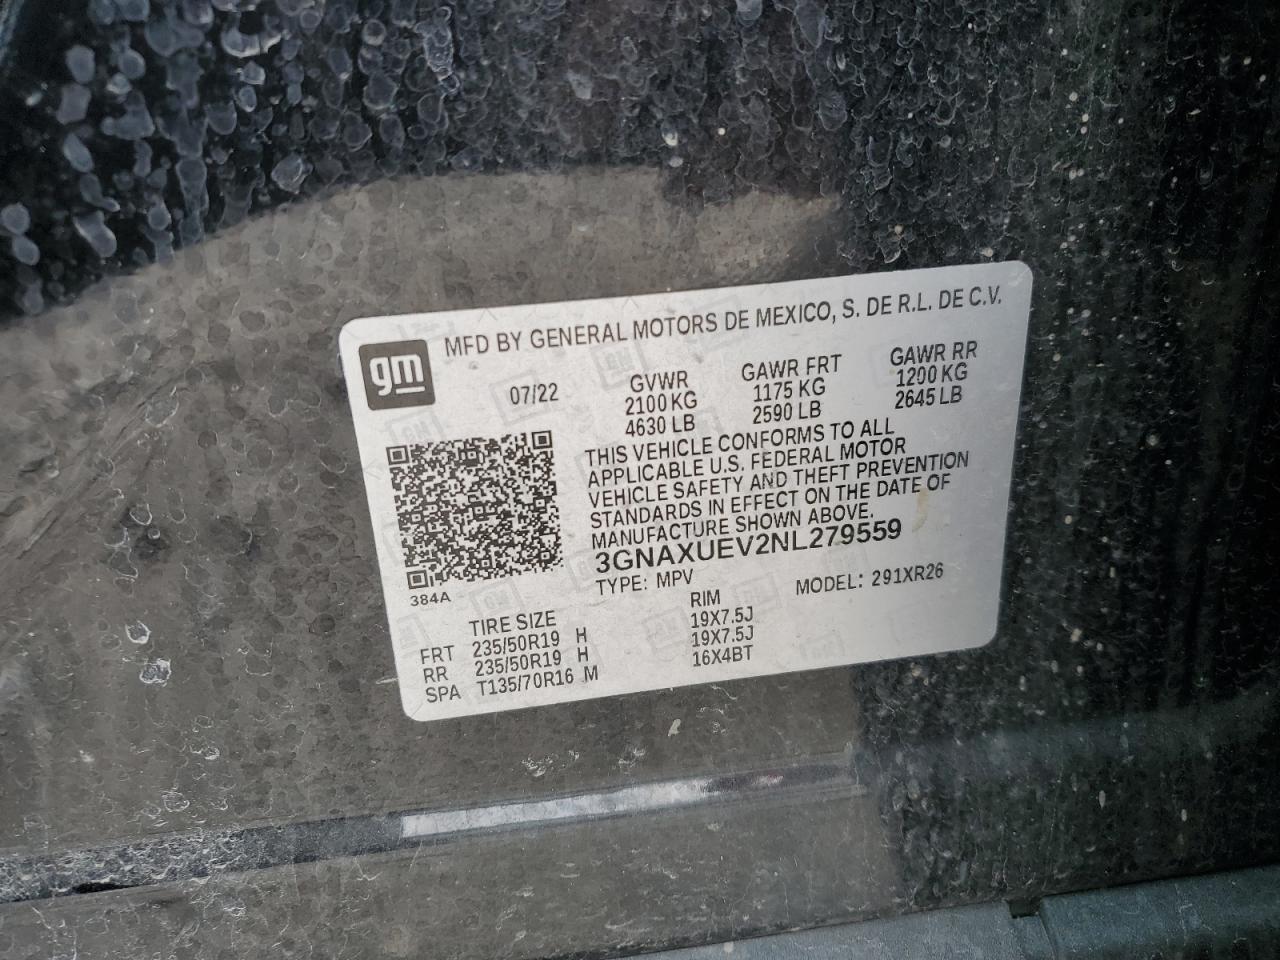 MFD BY GENERAL MOTORS DE MEXICO, S. DE R.L. DE C.V.
gm
07/22
GVWR GAWR FRT GAWR RR
2100 KG 1175 KG 1200 KG
4630 LB 2590 LB 2645 LB
THIS VEHICLE CONFORMS TO ALL
APPLICABLE U.S. FEDERAL MOTOR
VEHICLE SAFETY AND THEFT PREVENTION
STANDARDS IN EFFECT ON THE DATE OF
MANUFACTURE SHOWN ABOVE.
3GNAXUEV2NL279559
TYPE: MPV MODEL: 291XR26
384A
TIRE SIZE RIM
FRT 235/50R19 H 19X7.5J
RR 235/50R19 H 19X7.5J
SPA T135/70R16 M 16X4BT